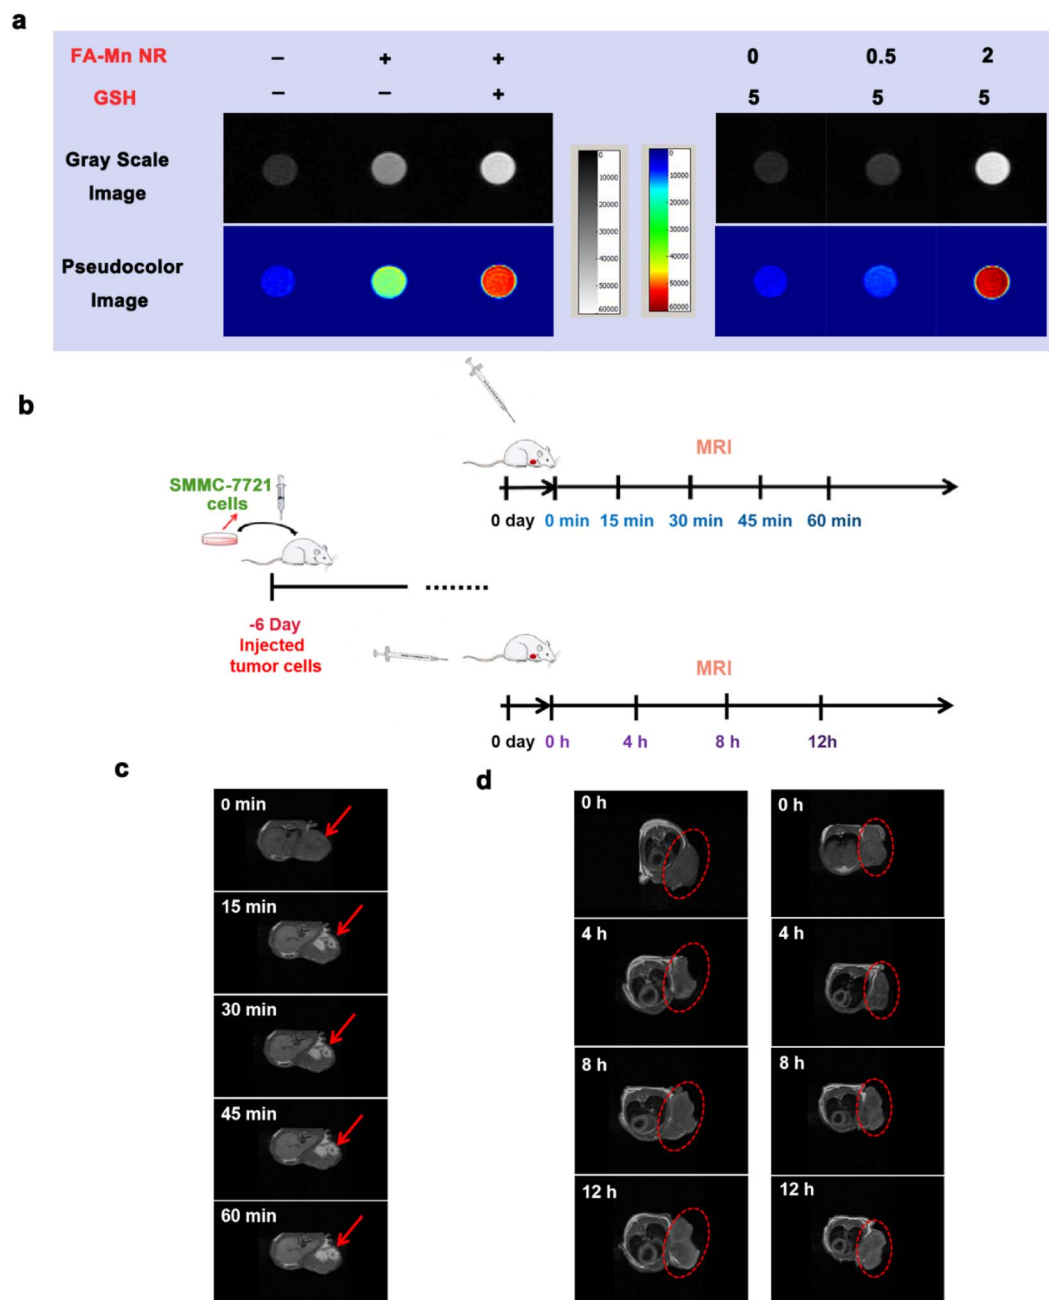 a
FA-Mn NR
– + +
0 0.5 2
GSH
– – +
5 5 5
Gray Scale
Image
Pseudocolor
Image
0
10000
20000
30000
40000
50000
60000
0
10000
20000
30000
40000
50000
60000
b
MRI
SMMC-7721
cells
0 day 0 min 15 min 30 min 45 min 60 min
-6 Day
Injected
tumor cells
MRI
0 day 0 h 4 h 8 h 12h
c
0 min
15 min
30 min
45 min
60 min
d
0 h
0 h
4 h
4 h
8 h
8 h
12 h
12 h